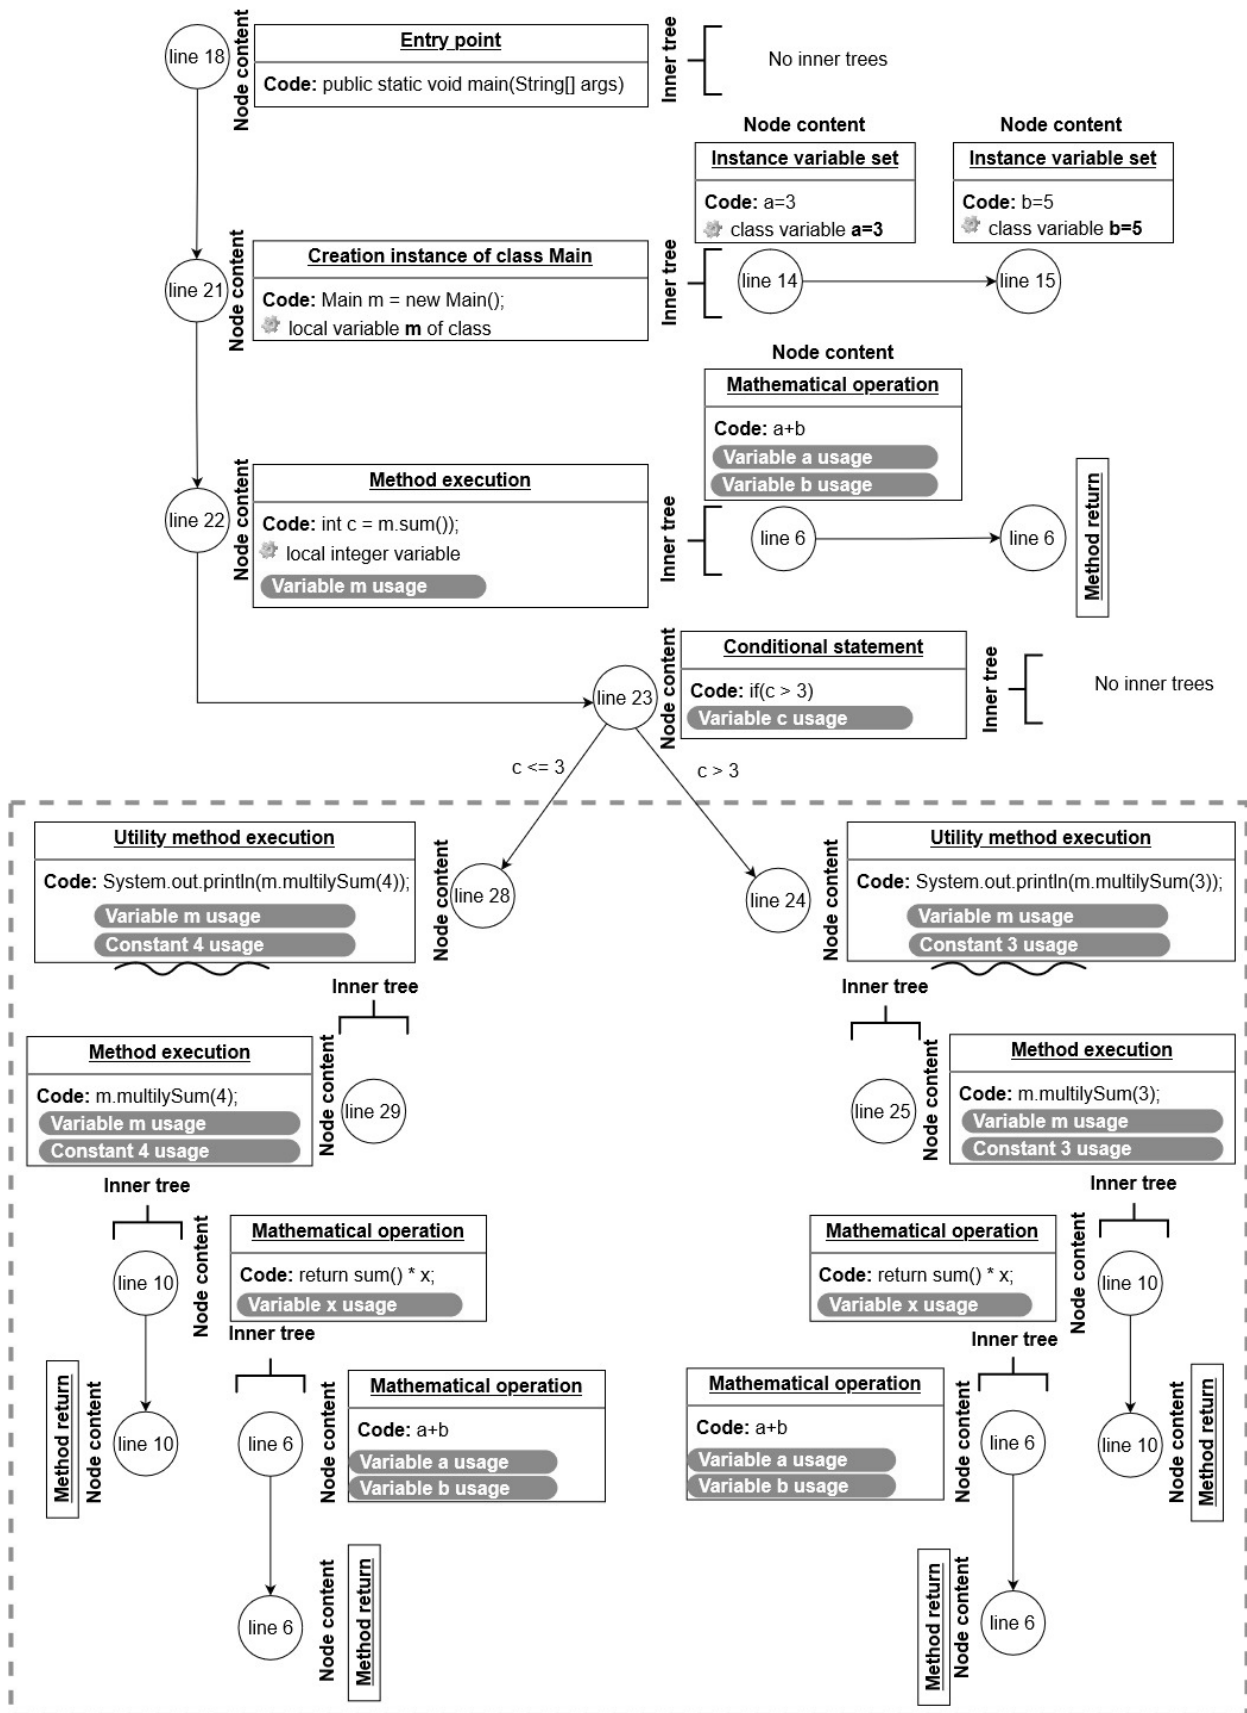 line 18
Node content
Entry point
Code: public static void main(String[] args)
Inner tree
No inner trees
Node content
Instance variable set
Code: a=3
class variable a=3
Node content
Instance variable set
Code: b=5
class variable b=5
line 21
Node content
Creation instance of class Main
Code: Main m = new Main();
local variable m of class
Inner tree
line 14
line 15
Node content
Mathematical operation
Code: a+b
Variable a usage
Variable b usage
line 22
Node content
Method execution
Code: int c = m.sum());
local integer variable
Variable m usage
Inner tree
line 6
line 6
Method return
line 23
Node content
Conditional statement
Code: if(c > 3)
Variable c usage
Inner tree
No inner trees
c <= 3
c > 3
Utility method execution
Code: System.out.println(m.multilySum(4));
Variable m usage
Constant 4 usage
Node content
line 28
line 24
Node content
Utility method execution
Code: System.out.println(m.multilySum(3));
Variable m usage
Constant 3 usage
Inner tree
Inner tree
Method execution
Code: m.multilySum(4);
Variable m usage
Constant 4 usage
Node content
line 29
line 25
Node content
Method execution
Code: m.multilySum(3);
Variable m usage
Constant 3 usage
Inner tree
Inner tree
line 10
Node content
Mathematical operation
Code: return sum() * x;
Variable x usage
Mathematical operation
Code: return sum() * x;
Variable x usage
Node content
line 10
Inner tree
Inner tree
Method return
Node content
line 10
line 6
Node content
Mathematical operation
Code: a+b
Variable a usage
Variable b usage
Mathematical operation
Code: a+b
Variable a usage
Variable b usage
Node content
line 6
line 10
Node content
Method return
line 6
Node content
Method return
Method return
Node content
line 6